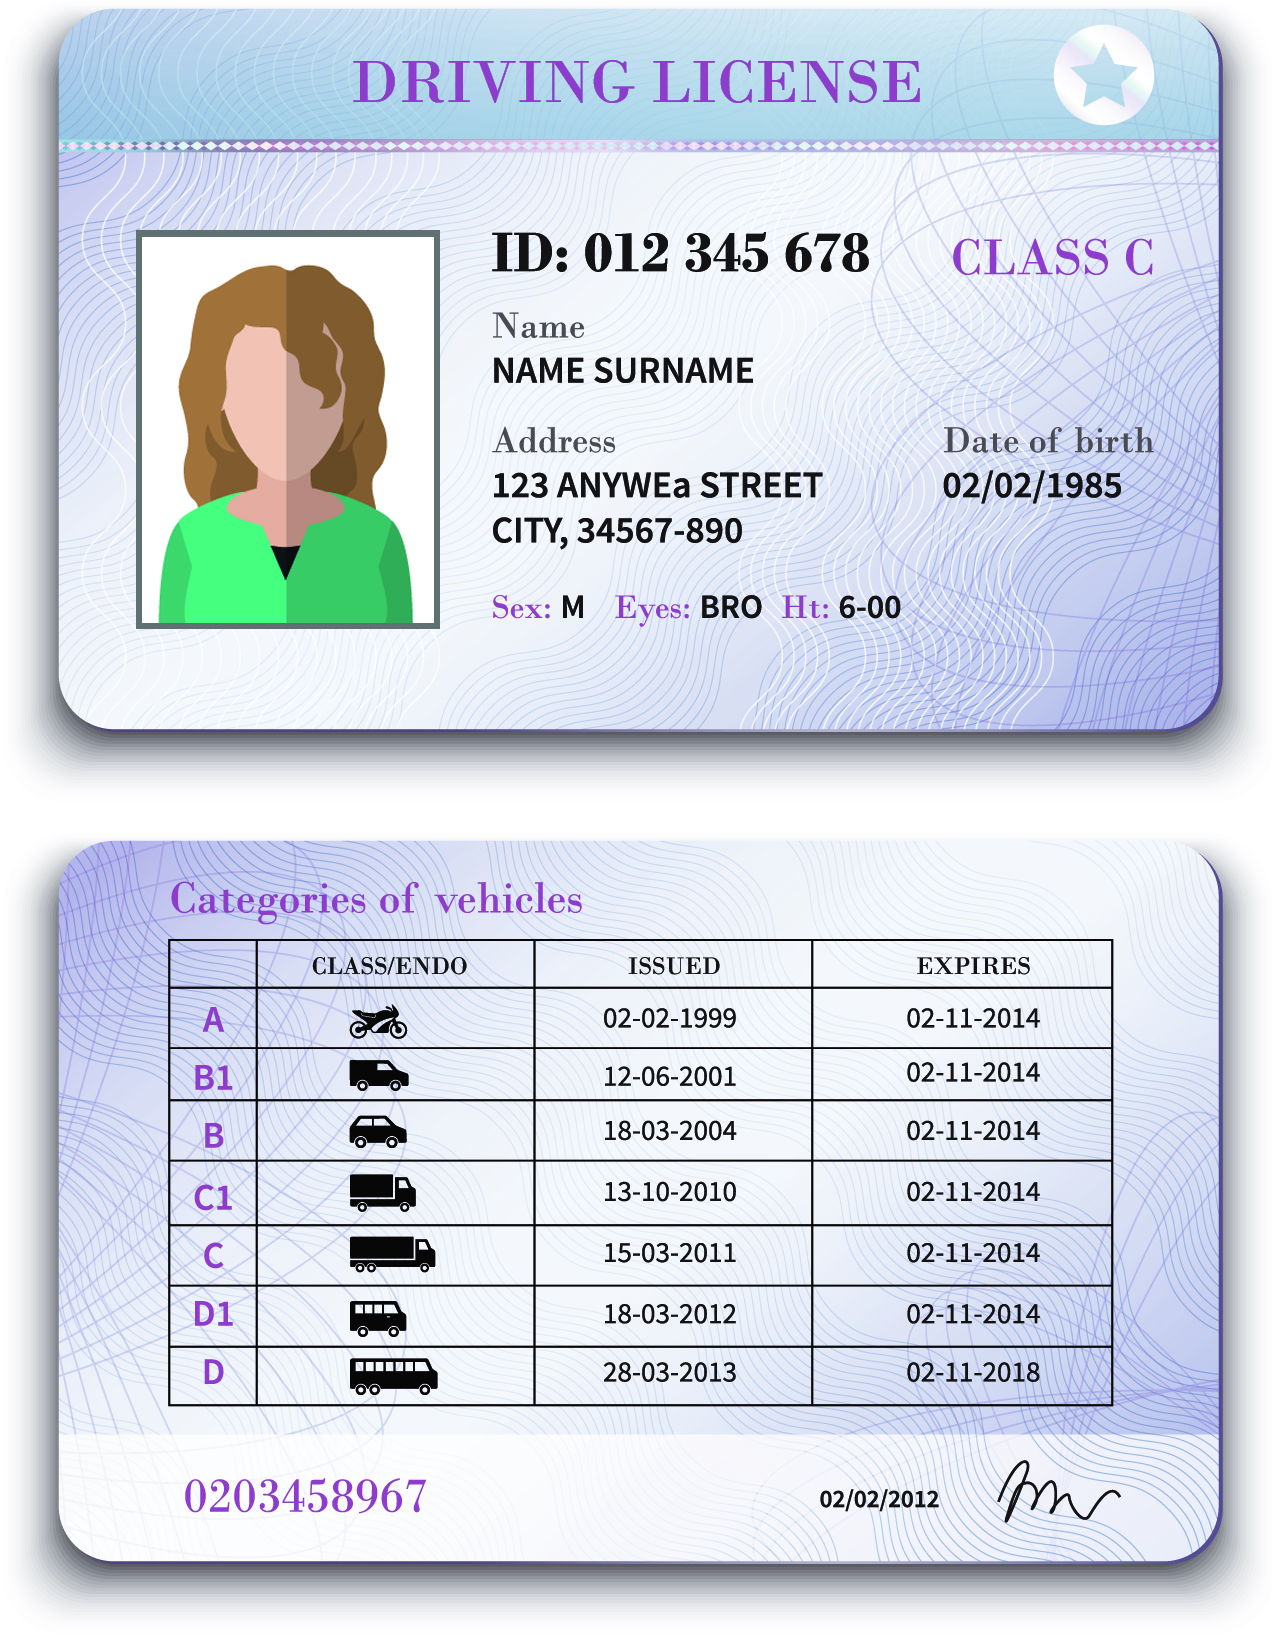 DRIVING LICENSE
ID: 012 345 678 CLASS C
Name
NAME SURNAME
Address Date of birth
123 ANYWEa STREET 02/02/1985
CITY, 34567-890
Sex: M Eyes: BRO Ht: 6-00
Categories of vehicles
CLASS/ENDO ISSUED EXPIRES
A 02-02-1999 02-11-2014
B1 12-06-2001 02-11-2014
B 18-03-2004 02-11-2014
C1 13-10-2010 02-11-2014
C 15-03-2011 02-11-2014
D1 18-03-2012 02-11-2014
D 28-03-2013 02-11-2018
0203458967 02/02/2012